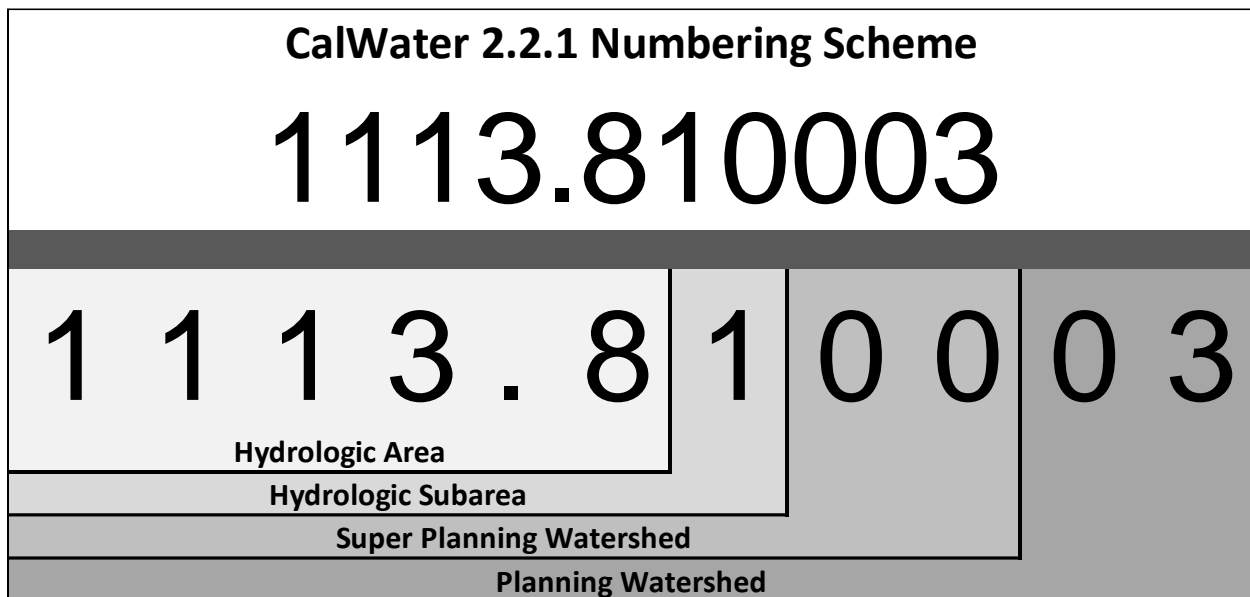 CalWater 2.2.1 Numbering Scheme
1113.810003
1 1 1 3 . 8 1 0 0 0 3
Hydrologic Area
Hydrologic Subarea
Super Planning Watershed
Planning Watershed